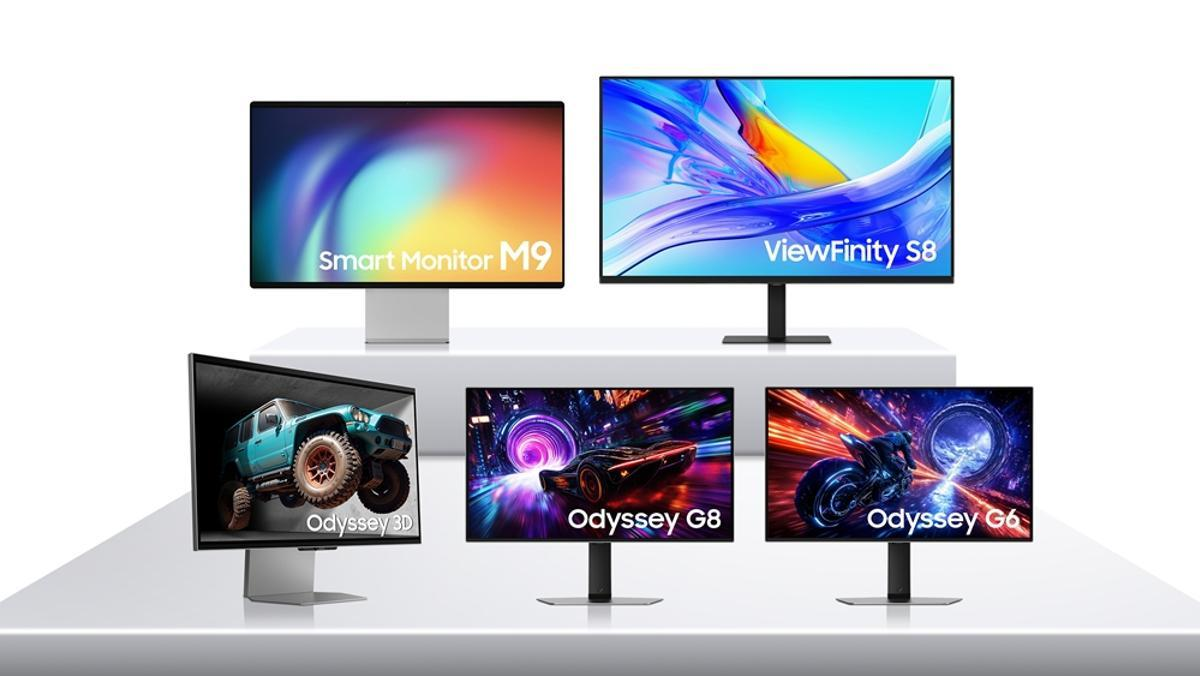 Smart Monitor M9
ViewFinity S8
Odyssey 3D
Odyssey G8
Odyssey G6